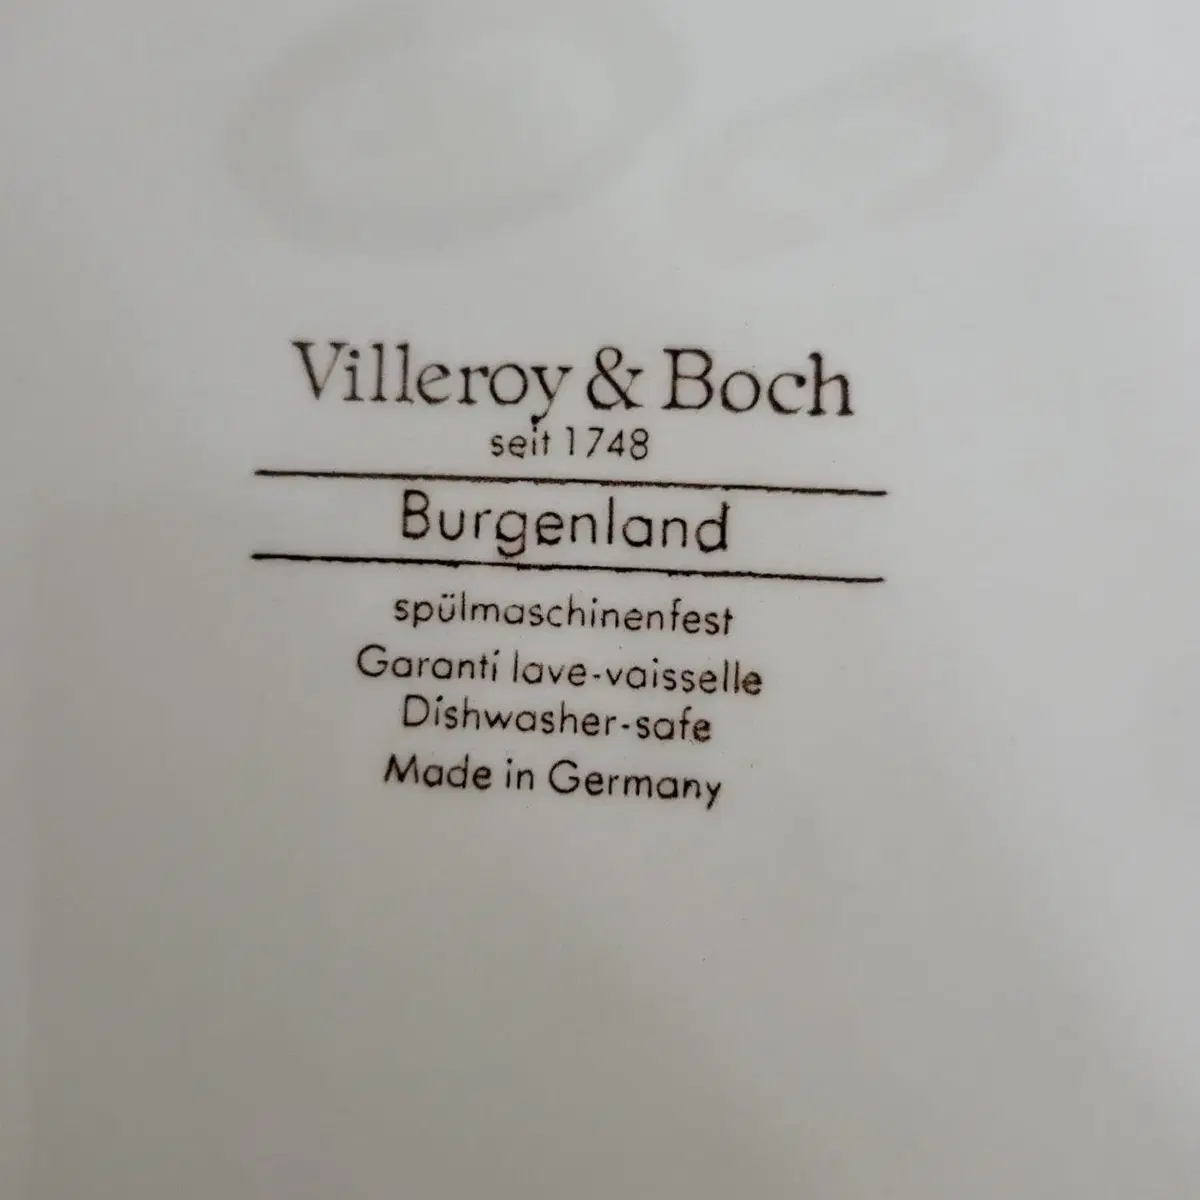 Villeroy & Boch
seit 1748
Burgenland
spülmaschinenfest
Garanti lave-vaisselle
Dishwasher-safe
Made in Germany